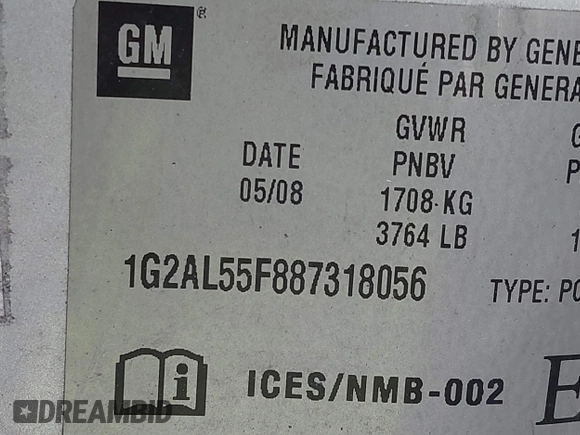 GM®
MANUFACTURED BY GENE
FABRIQUÉ PAR GENERA
GVWR
DATE PNBV
05/08 1708 KG
3764 LB
1G2AL55F887318056
TYPE: PC
i ICES/NMB-002
DREAMBID